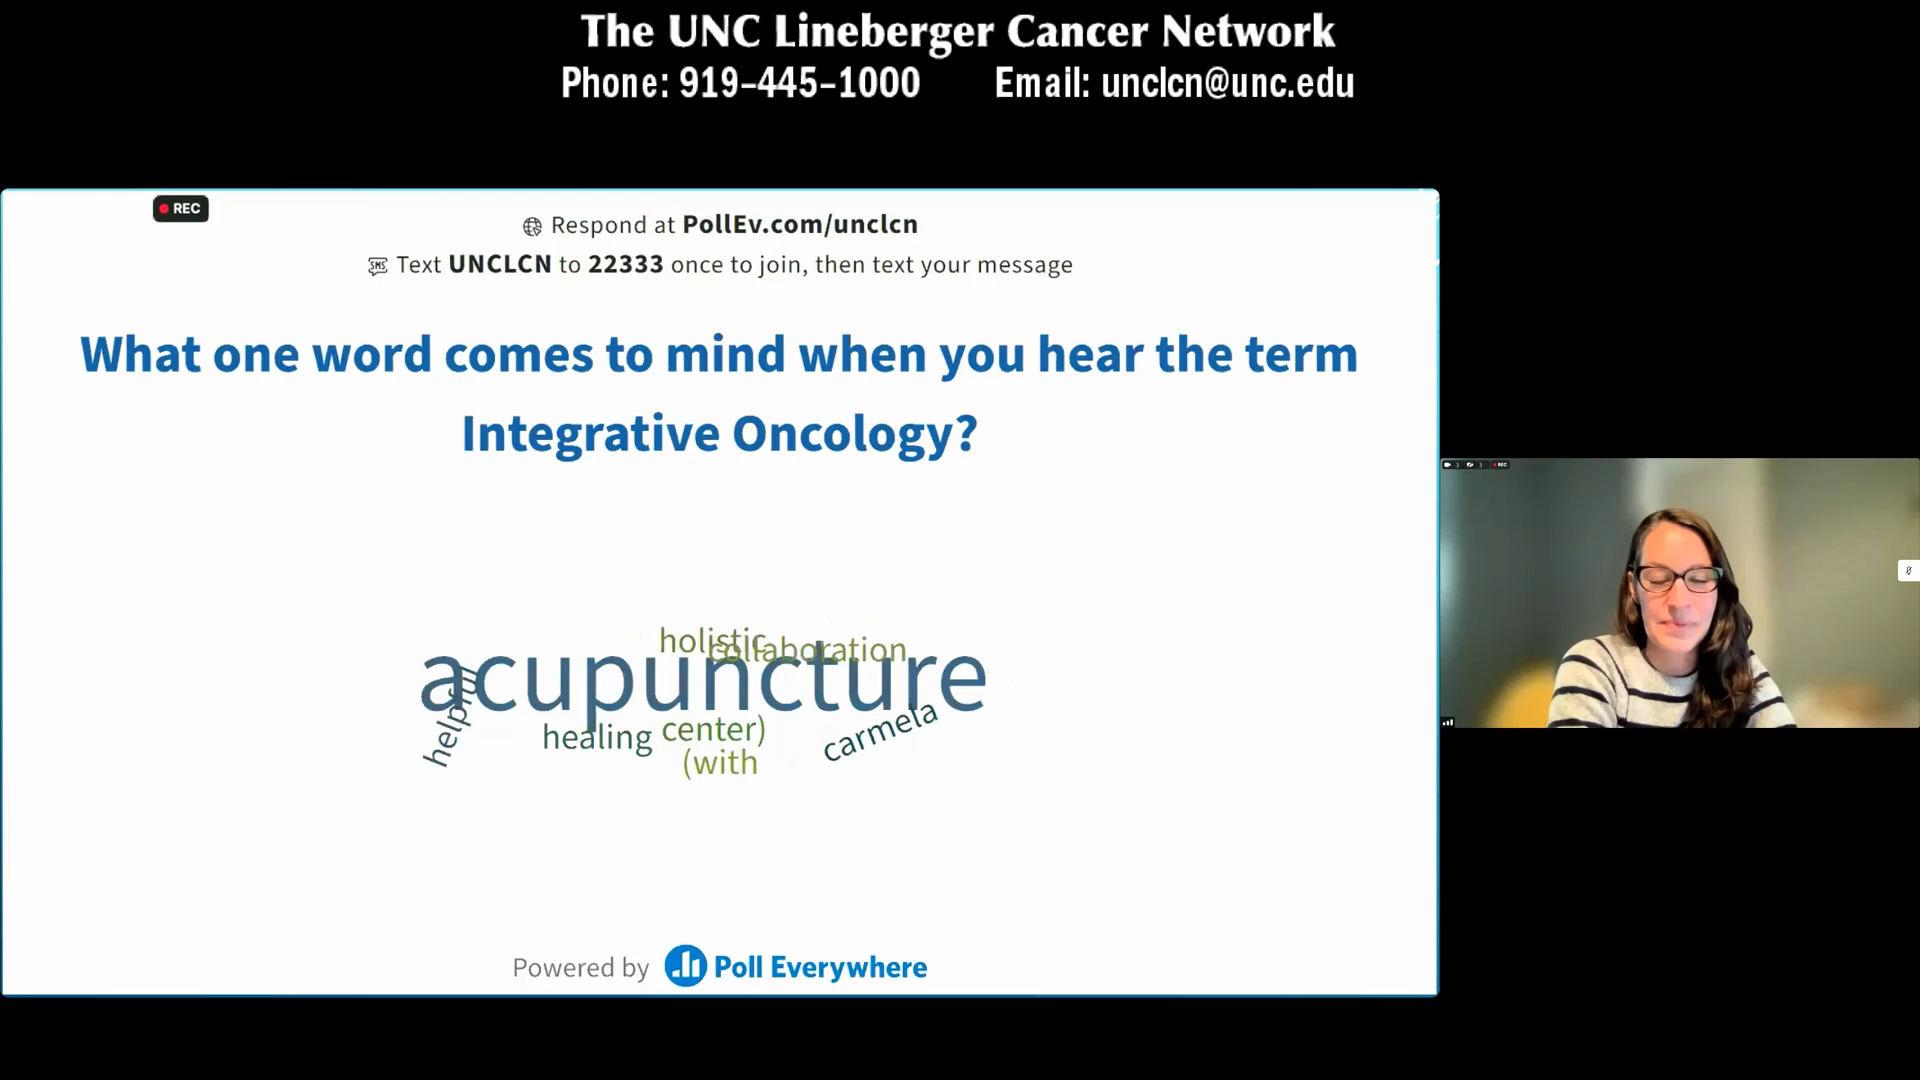 The UNC Lineberger Cancer Network
Phone: 919-445-1000 Email: unclcn@unc.edu
REC
Respond at PollEv.com/unclcn
SMS Text UNCLCN to 22333 once to join, then text your message
What one word comes to mind when you hear the term
Integrative Oncology?
holistic
collaboration
acupuncture
helpful
healing
center)
(with
carmela
Powered by Poll Everywhere
REC